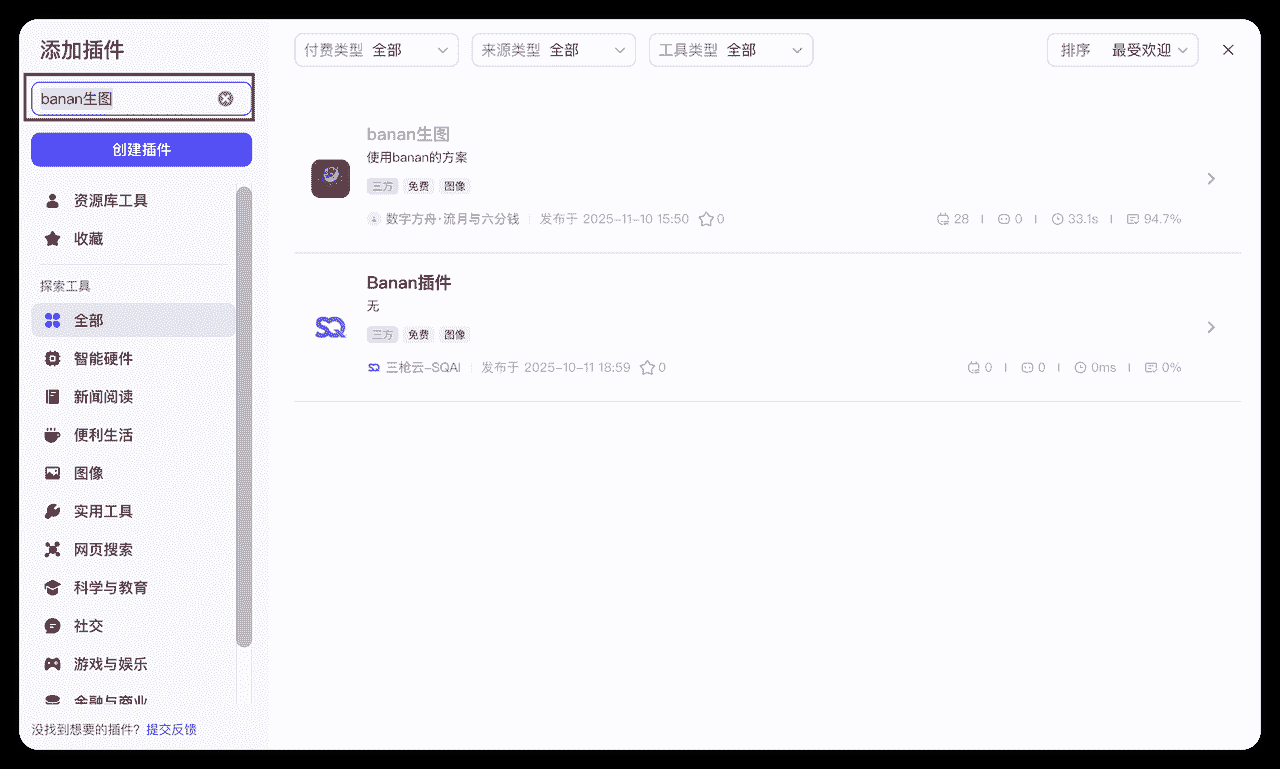 添加插件
banan生图
创建插件
资源库工具
收藏
探索工具
全部
智能硬件
新闻阅读
便利生活
图像
实用工具
网页搜索
科学与教育
社交
游戏与娱乐
金融与商业
没找到想要的插件？ 提交反馈
付费类型 全部 来源类型 全部 工具类型 全部 排序 最受欢迎
banan生图
使用banan的方案
三方 免费 图像
数字方舟·流月与六分钱 发布于 2025-11-10 15:50 0 28 0 33.1s 94.7%
Banan插件
无
三方 免费 图像
SQ 三枪云-SQAI 发布于 2025-10-11 18:59 0 0 0 0ms 0%